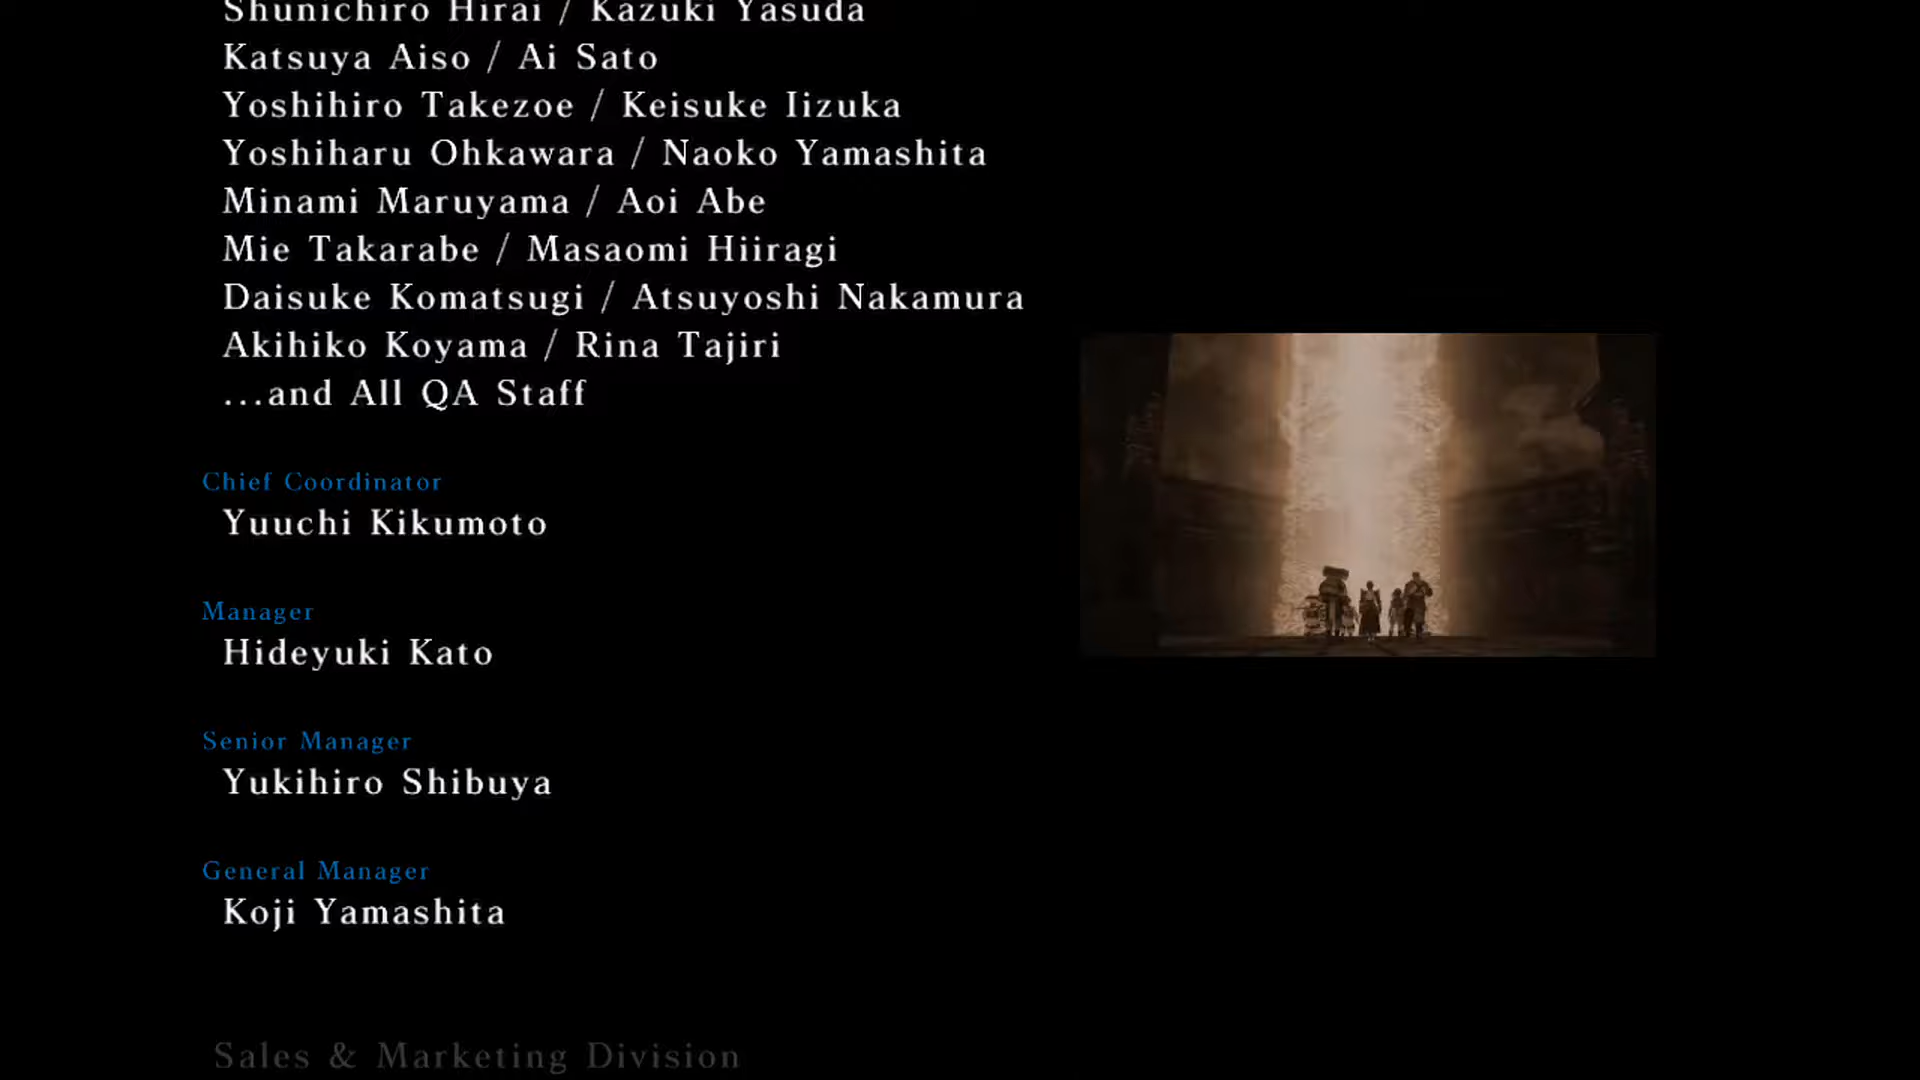 Shunichiro Hirai / Kazuki Yasuda
Katsuya Aiso / Ai Sato
Yoshihiro Takezoe / Keisuke Iizuka
Yoshiharu Ohkawara / Naoko Yamashita
Minami Maruyama / Aoi Abe
Mie Takarabe / Masaomi Hiiragi
Daisuke Komatsugi / Atsuyoshi Nakamura
Akihiko Koyama / Rina Tajiri
...and All QA Staff
Chief Coordinator
Yuuchi Kikumoto
Manager
Hideyuki Kato
Senior Manager
Yukihiro Shibuya
General Manager
Koji Yamashita
Sales & Marketing Division